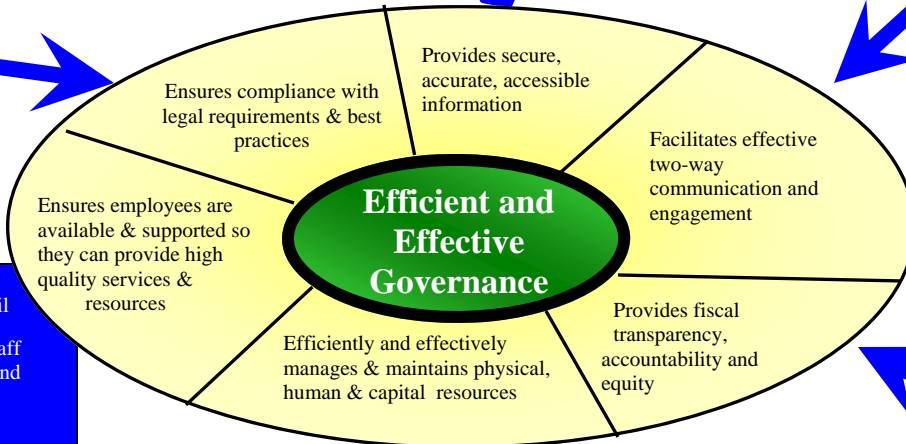 Provides secure,
accurate, accessible
information
Ensures compliance with
legal requirements & best
practices
Facilitates effective
two-way
communication and
engagement
Efficient and
Effective
Governance
Ensures employees are
available & supported so
they can provide high
quality services &
resources
Provides fiscal
transparency,
accountability and
equity
Efficiently and effectively
manages & maintains physical,
human & capital resources